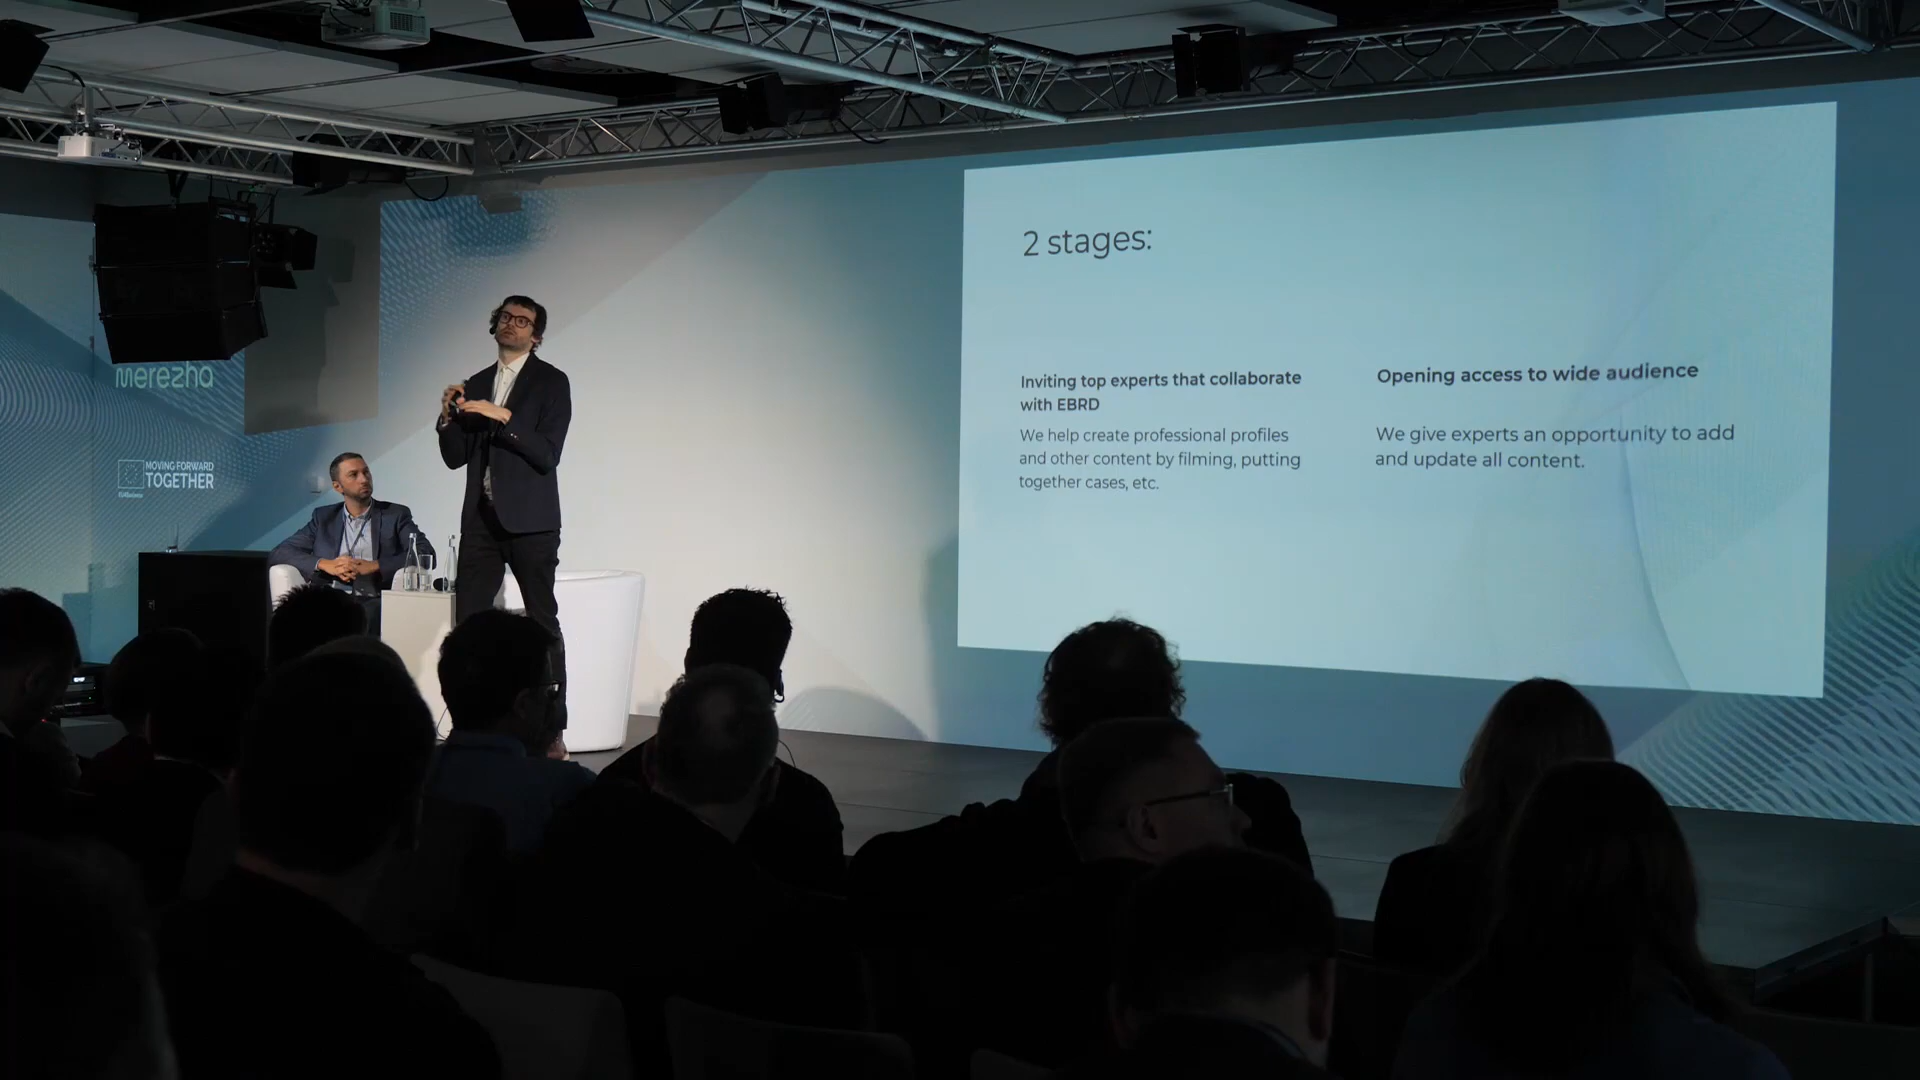 merezha
MOVING FORWARD
TOGETHER
EU4Business
2 stages:
Inviting top experts that collaborate
with EBRD
We help create professional profiles
and other content by filming, putting
together cases, etc.
Opening access to wide audience
We give experts an opportunity to add
and update all content.